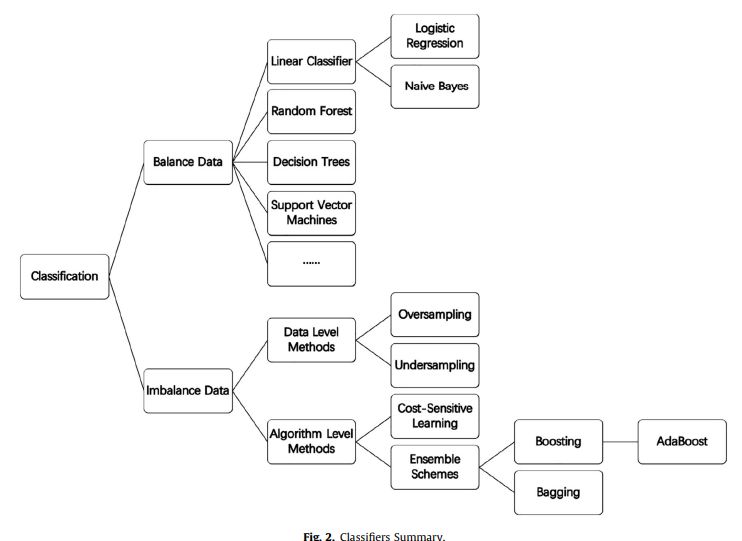 Logistic
Regression
Linear Classifier
Naive Bayes
Random Forest
Balance Data
Decision Trees
Support Vector
Machines
......
Classification
Oversampling
Data Level
Methods
Undersampling
Imbalance Data
Cost-Sensitive
Learning
Algorithm Level
Methods
Boosting
AdaBoost
Ensemble
Schemes
Bagging
Fig. 2. Classifiers Summary.